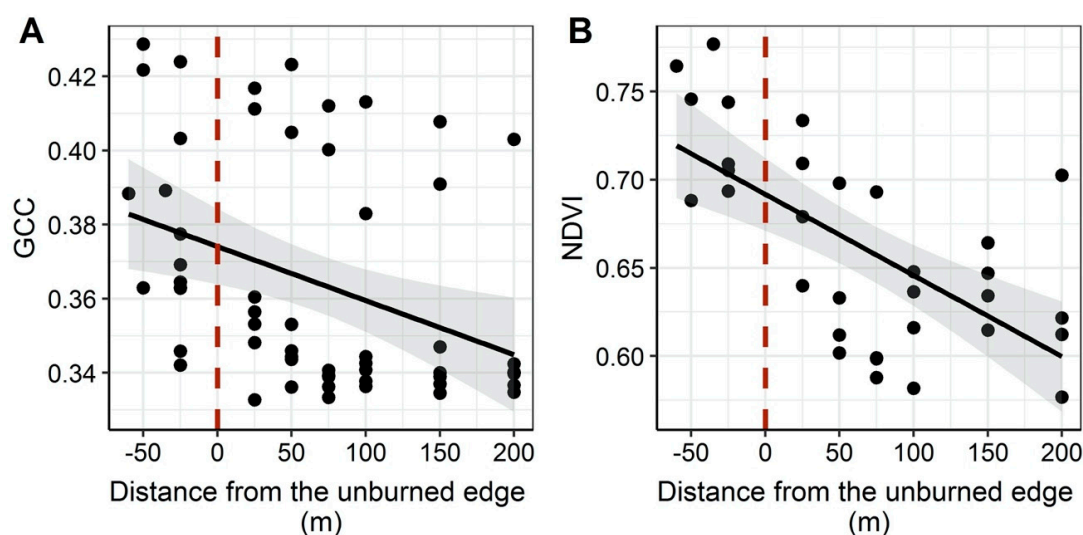 A
GCC
0.42
0.40
0.38
0.36
0.34
-50 0 50 100 150 200
Distance from the unburned edge
(m)
B
NDVI
0.75
0.70
0.65
0.60
-50 0 50 100 150 200
Distance from the unburned edge
(m)